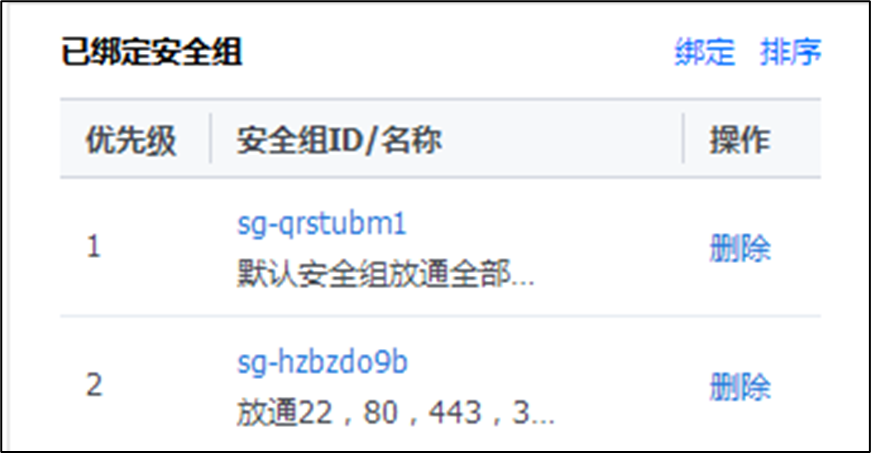 已绑定安全组 绑定 排序
优先级 安全组ID/名称 操作
sg-qrstubm1
1 删除
默认安全组放通全部...
sg-hzbzdo9b
2 删除
放通22，80，443，3...